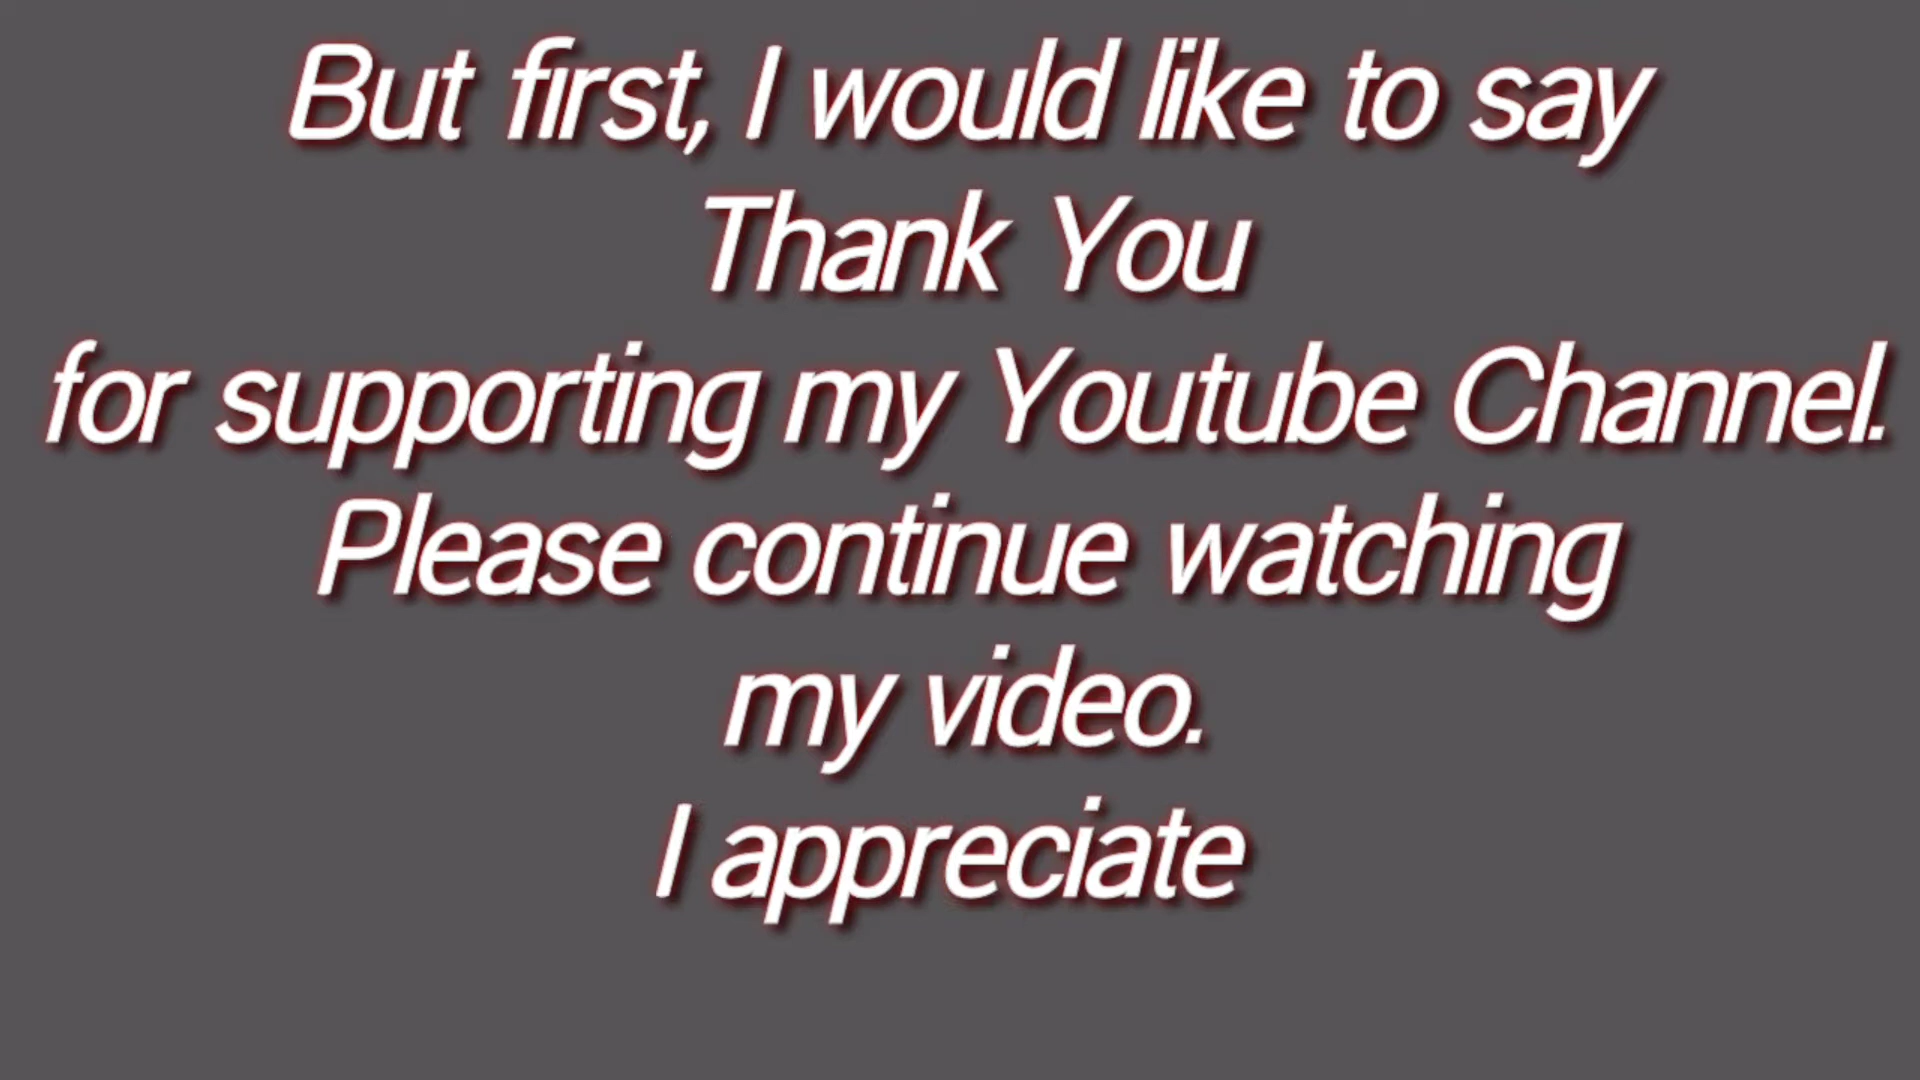 But first, I would like to say
Thank You
for supporting my Youtube Channel.
Please continue watching
my video.
I appreciate